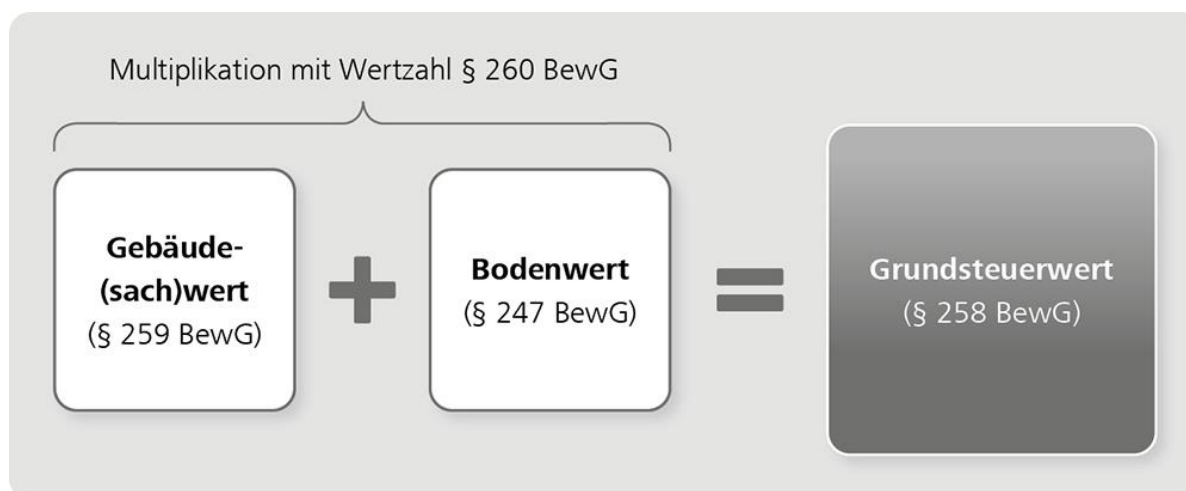 Multiplikation mit Wertzahl § 260 BewG
Gebäude-
(sach)wert
(§ 259 BewG)
+
Bodenwert
(§ 247 BewG)
=
Grundsteuerwert
(§ 258 BewG)